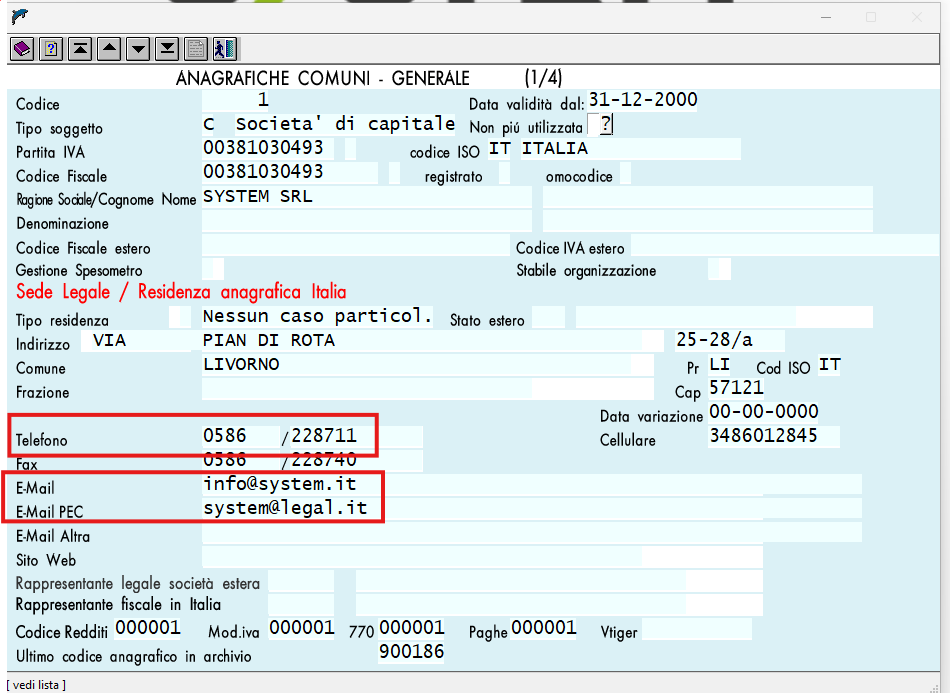 ANAGRAFICHE COMUNI - GENERALE (1/4)
Codice 1 Data validità dal: 31-12-2000
Tipo soggetto C Societa' di capitale Non piú utilizzata ?
Partita IVA 00381030493 codice ISO IT ITALIA
Codice Fiscale 00381030493 registrato omocodice
Ragione Sociale/Cognome Nome SYSTEM SRL
Denominazione
Codice Fiscale estero Codice IVA estero
Gestione Spesometro Stabile organizzazione
Sede Legale / Residenza anagrafica Italia
Tipo residenza Nessun caso particol. Stato estero
Indirizzo VIA PIAN DI ROTA 25-28/a
Comune LIVORNO Pr LI Cod ISO IT
Frazione Cap 57121
Data variazione 00-00-0000
Telefono 0586 /228711 Cellulare 3486012845
Fax 0586 /228740
E-Mail info@system.it
E-Mail PEC system@legal.it
E-Mail Altra
Sito Web
Rappresentante legale società estera
Rappresentante fiscale in Italia
Codice Redditi 000001 Mod.iva 000001 770 000001 Paghe 000001 Vtiger
Ultimo codice anagrafico in archivio 900186
[ vedi lista ]